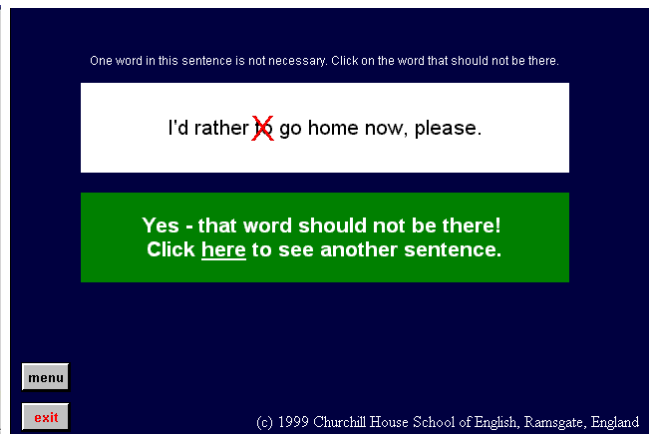 One word in this sentence is not necessary. Click on the word that should not be there.
I'd rather to go home now, please.
Yes - that word should not be there!
Click here to see another sentence.
menu
exit
(c) 1999 Churchill House School of English, Ramsgate, England